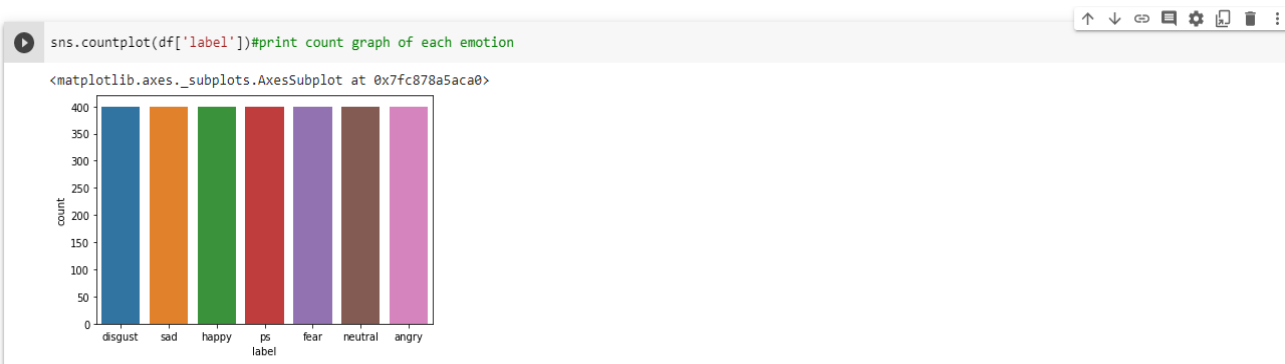 sns.countplot(df['label'])#print count graph of each emotion
<matplotlib.axes._subplots.AxesSubplot at 0x7fc878a5aca0>
400
350
300
250
200
150
100
50
0
count
disgust sad happy ps fear neutral angry
label